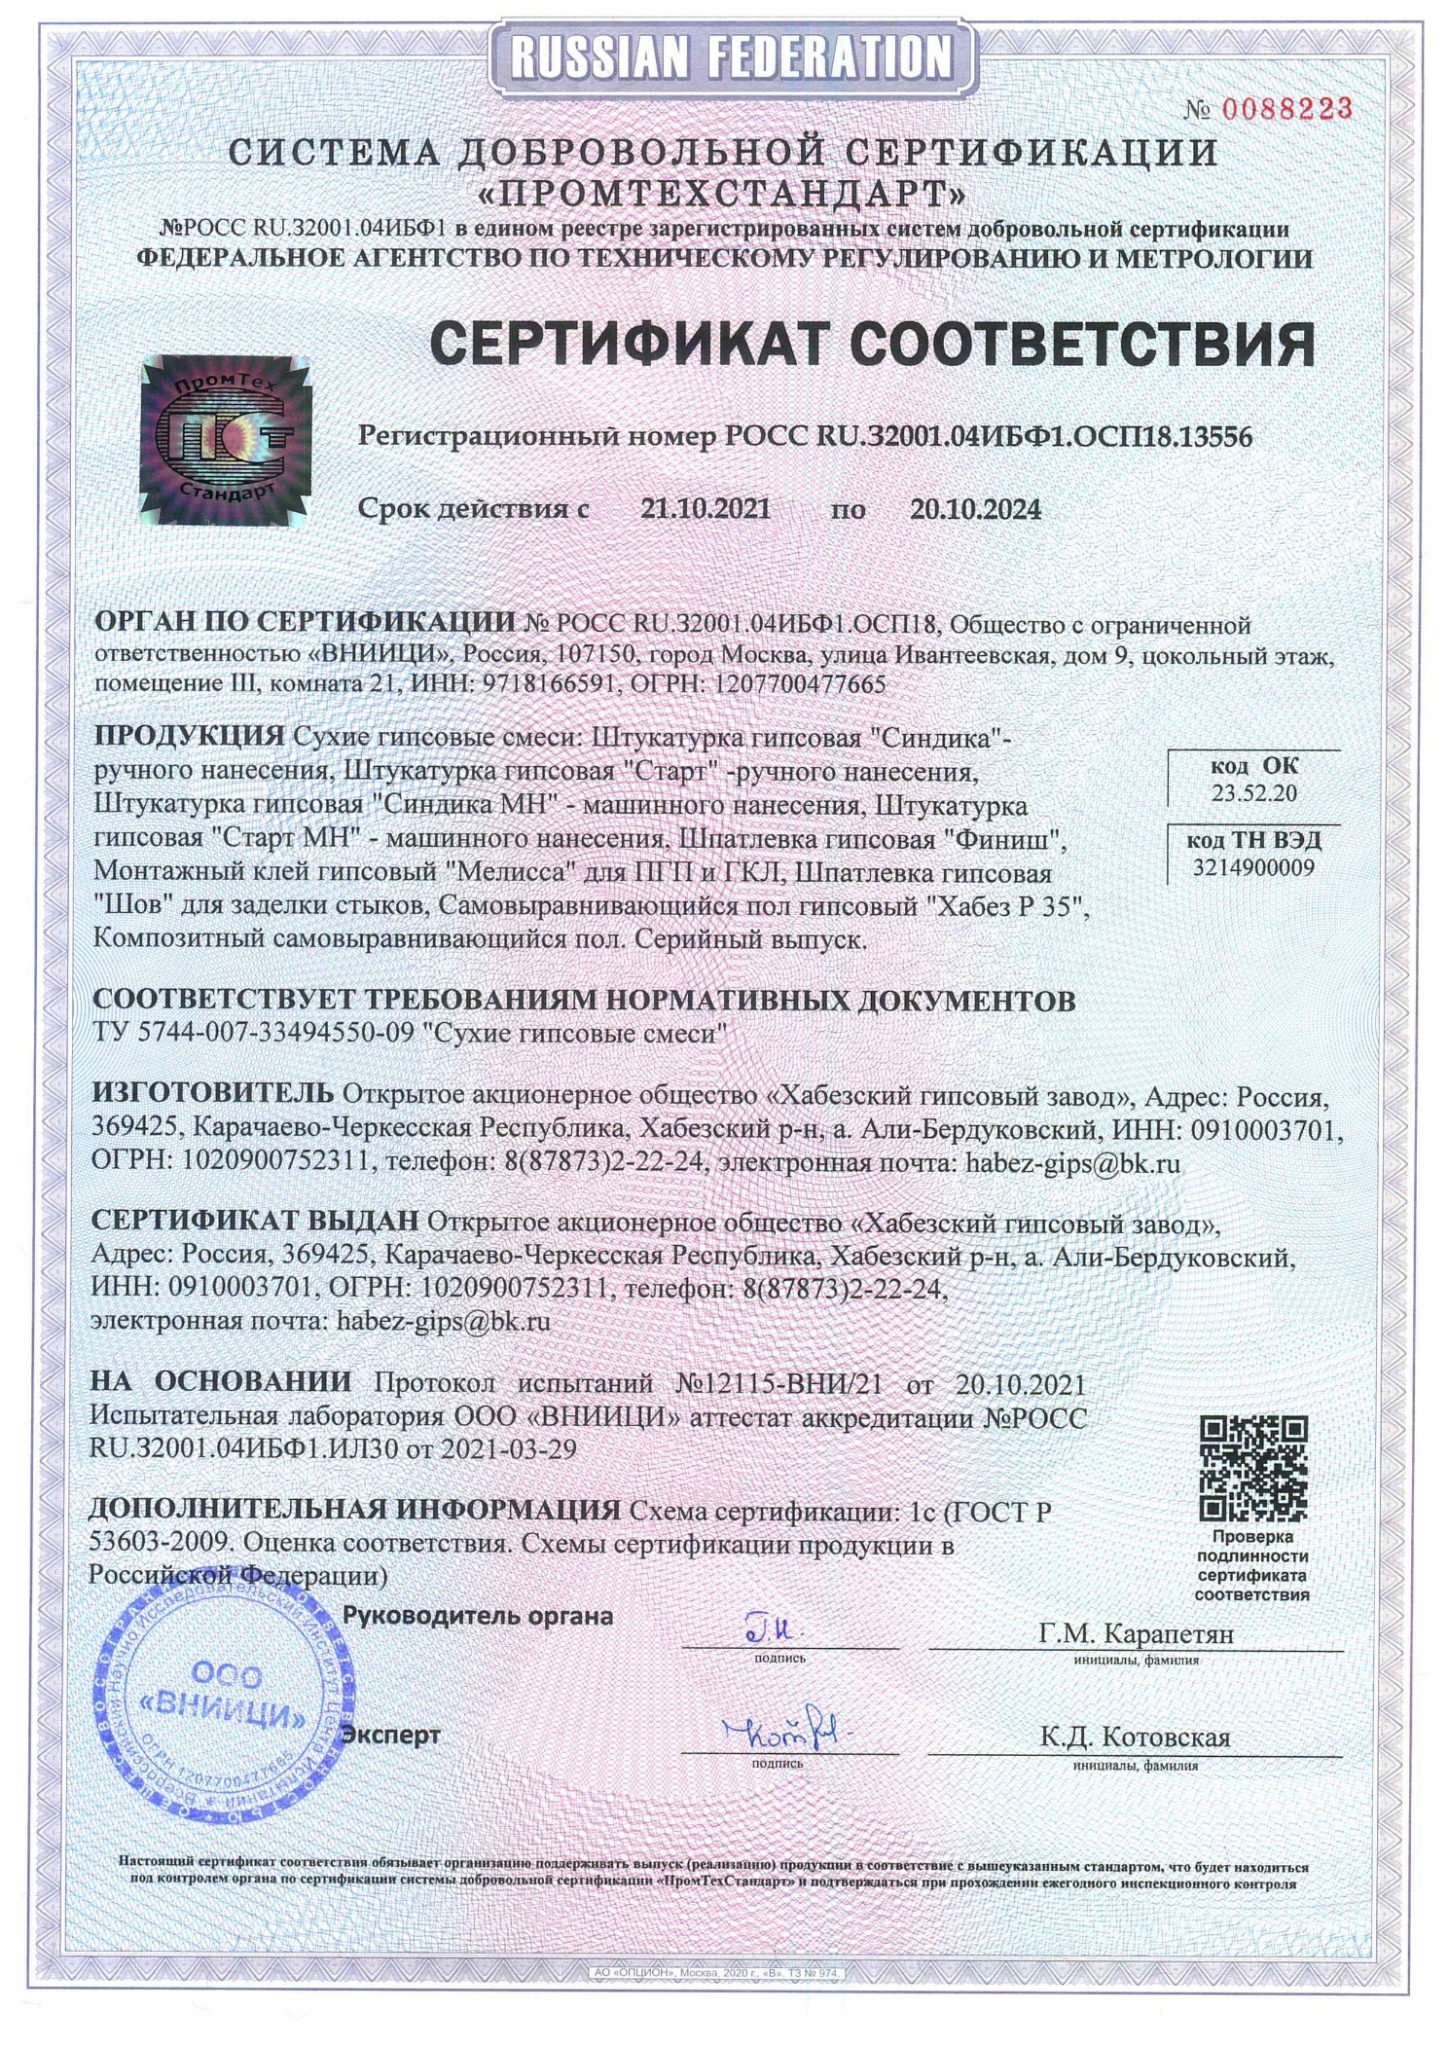 RUSSIAN FEDERATION
№ 0088223
СИСТЕМА ДОБРОВОЛЬНОЙ СЕРТИФИКАЦИИ
«ПРОМТЕХСТАНДАРТ»
№РОСС RU.32001.04ИБФ1 в едином реестре зарегистрированных систем добровольной сертификации
ФЕДЕРАЛЬНОЕ АГЕНТСТВО ПО ТЕХНИЧЕСКОМУ РЕГУЛИРОВАНИЮ И МЕТРОЛОГИИ
СЕРТИФИКАТ СООТВЕТСТВИЯ
ПромТех
ПСт
Стандарт
Регистрационный номер РОСС RU.32001.04ИБФ1.ОСП18.13556
Срок действия с 21.10.2021 по 20.10.2024
ОРГАН ПО СЕРТИФИКАЦИИ № РОСС RU.32001.04ИБФ1.ОСП18, Общество с ограниченной
ответственностью «ВНИИЦИ», Россия, 107150, город Москва, улица Ивантеевская, дом 9, цокольный этаж,
помещение III, комната 21, ИНН: 9718166591, ОГРН: 1207700477665
ПРОДУКЦИЯ Сухие гипсовые смеси: Штукатурка гипсовая "Синдика"-
ручного нанесения, Штукатурка гипсовая "Старт" -ручного нанесения,
Штукатурка гипсовая "Синдика МН" - машинного нанесения, Штукатурка
гипсовая "Старт МН" - машинного нанесения, Шпатлевка гипсовая "Финиш",
Монтажный клей гипсовый "Мелисса" для ПГП и ГКЛ, Шпатлевка гипсовая
"Шов" для заделки стыков, Самовыравнивающийся пол гипсовый "Хабез Р 35",
Композитный самовыравнивающийся пол. Серийный выпуск.
код ОК
23.52.20
код ТН ВЭД
3214900009
СООТВЕТСТВУЕТ ТРЕБОВАНИЯМ НОРМАТИВНЫХ ДОКУМЕНТОВ
ТУ 5744-007-33494550-09 "Сухие гипсовые смеси"
ИЗГОТОВИТЕЛЬ Открытое акционерное общество «Хабезский гипсовый завод», Адрес: Россия,
369425, Карачаево-Черкесская Республика, Хабезский р-н, а. Али-Бердуковский, ИНН: 0910003701,
ОГРН: 1020900752311, телефон: 8(87873)2-22-24, электронная почта: habez-gips@bk.ru
СЕРТИФИКАТ ВЫДАН Открытое акционерное общество «Хабезский гипсовый завод»,
Адрес: Россия, 369425, Карачаево-Черкесская Республика, Хабезский р-н, а. Али-Бердуковский,
ИНН: 0910003701, ОГРН: 1020900752311, телефон: 8(87873)2-22-24,
электронная почта: habez-gips@bk.ru
НА ОСНОВАНИИ Протокол испытаний №12115-ВНИ/21 от 20.10.2021
Испытательная лаборатория ООО «ВНИИЦИ» аттестат аккредитации №РОСС
RU.32001.04ИБФ1.ИЛ30 от 2021-03-29
ДОПОЛНИТЕЛЬНАЯ ИНФОРМАЦИЯ Схема сертификации: 1с (ГОСТ Р
53603-2009. Оценка соответствия. Схемы сертификации продукции в
Российской Федерации)
Проверка
подлинности
сертификата
соответствия
Руководитель органа
Г.М. Карапетян
подпись
инициалы, фамилия
Эксперт
К.Д. Котовская
подпись
инициалы, фамилия
ОБЩЕСТВО С ОГРАНИЧЕННОЙ ОТВЕТСТВЕННОСТЬЮ
Всероссийский Научно Исследовательский Институт Центр Испытаний
ООО
«ВНИИЦИ»
ОГРН 1207700477665
Настоящий сертификат соответствия обязывает организацию поддерживать выпуск (реализацию) продукции в соответствие с вышеуказанным стандартом, что будет находиться
под контролем органа по сертификации системы добровольной сертификации «ПромТехСтандарт» и подтверждаться при прохождении ежегодного инспекционного контроля
АО «ОПЦИОН», Москва, 2020 г., «В». ТЗ № 974.